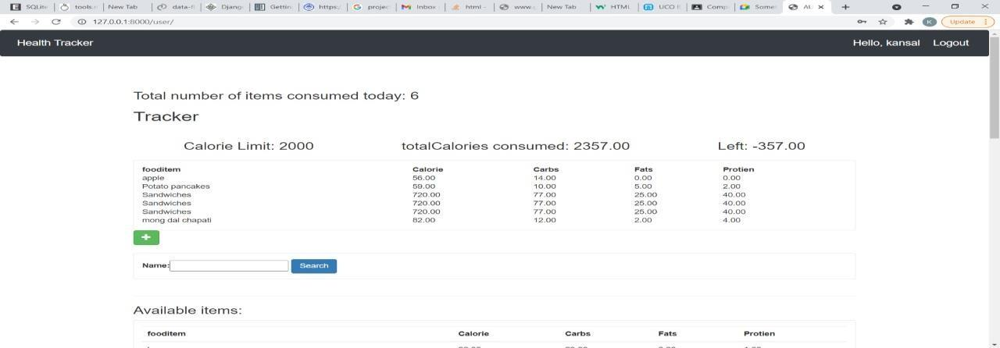 SQLite tools.n New Tab data-fl Djang Gettin https: projec Inbox html - www.g New Tab HTML UCO Comp Somet AU
127.0.0.1:8000/user/ K Update
Health Tracker Hello, kansal Logout
Total number of items consumed today: 6
Tracker
Calorie Limit: 2000 totalCalories consumed: 2357.00 Left: -357.00
fooditem Calorie Carbs Fats Protien
apple 56.00 14.00 0.00 0.00
Potato pancakes 59.00 10.00 5.00 2.00
Sandwiches 720.00 77.00 25.00 40.00
Sandwiches 720.00 77.00 25.00 40.00
Sandwiches 720.00 77.00 25.00 40.00
mong dal chapati 82.00 12.00 2.00 4.00
Name: Search
Available items:
fooditem Calorie Carbs Fats Protien